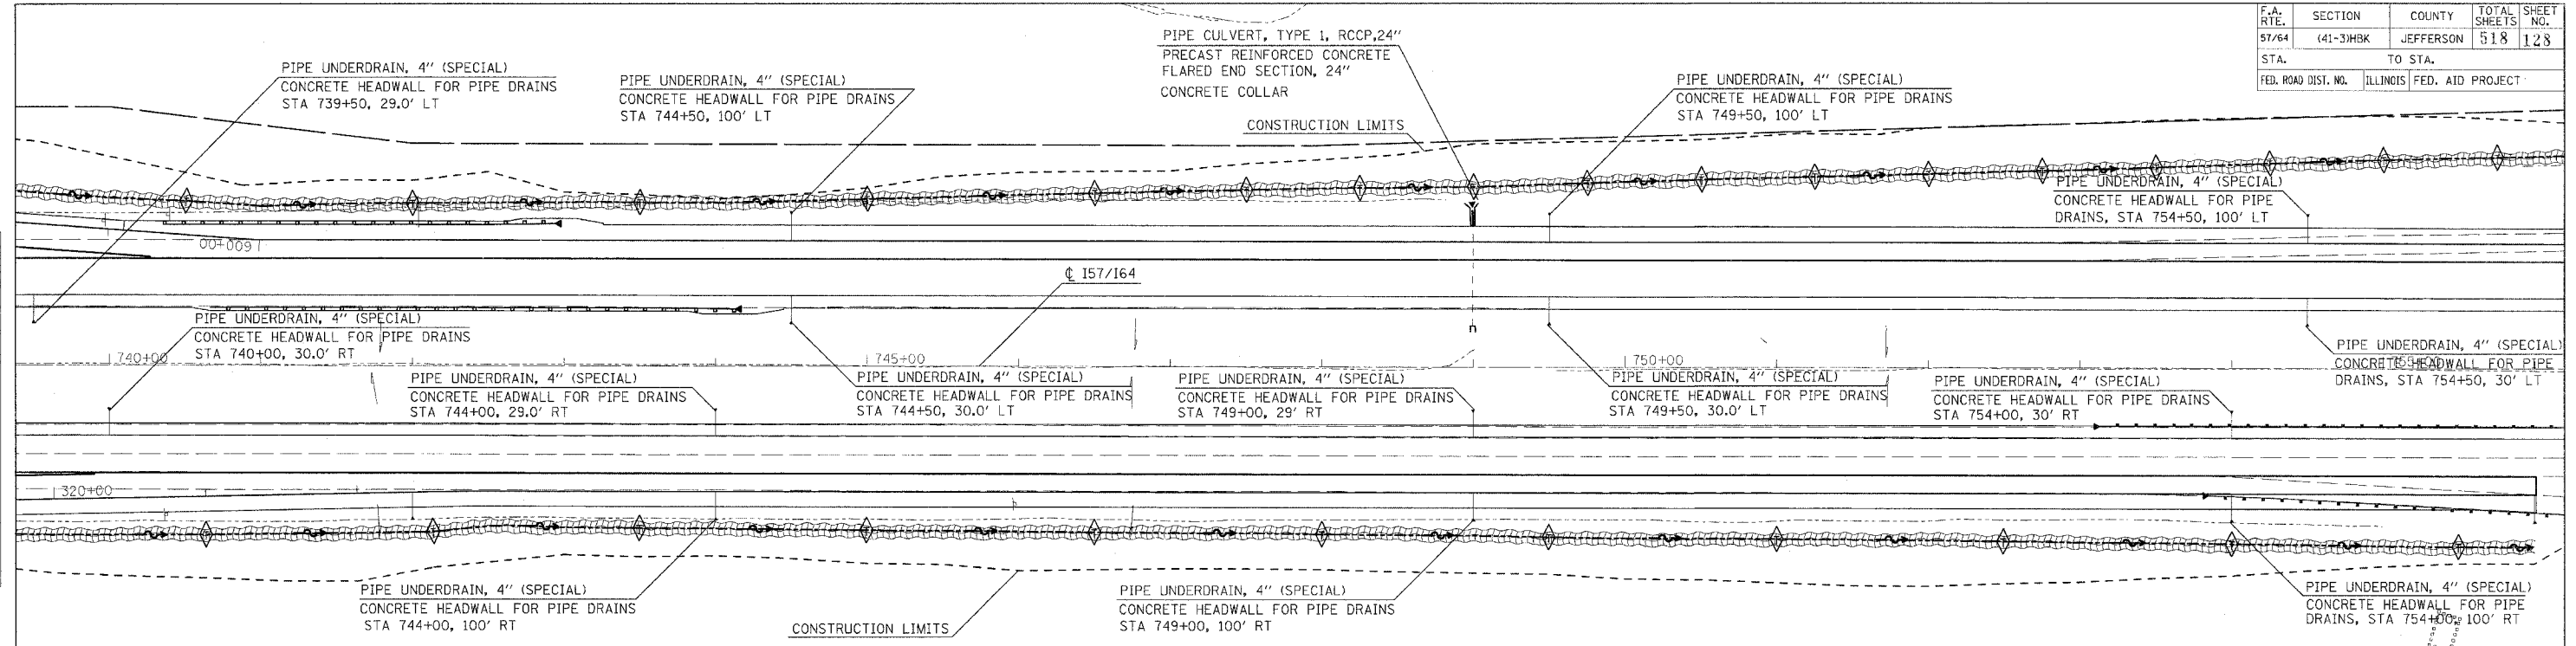 F.A. RTE. SECTION COUNTY TOTAL SHEETS SHEET NO.
57/64 (41-3)HBK JEFFERSON 518 128
STA. TO STA.
FED. ROAD DIST. NO. ILLINOIS FED. AID PROJECT
PIPE UNDERDRAIN, 4" (SPECIAL)
CONCRETE HEADWALL FOR PIPE DRAINS
STA 739+50, 29.0' LT
PIPE UNDERDRAIN, 4" (SPECIAL)
CONCRETE HEADWALL FOR PIPE DRAINS
STA 744+50, 100' LT
PIPE CULVERT, TYPE 1, RCCP,24"
PRECAST REINFORCED CONCRETE
FLARED END SECTION, 24"
CONCRETE COLLAR
CONSTRUCTION LIMITS
PIPE UNDERDRAIN, 4" (SPECIAL)
CONCRETE HEADWALL FOR PIPE DRAINS
STA 749+50, 100' LT
PIPE UNDERDRAIN, 4" (SPECIAL)
CONCRETE HEADWALL FOR PIPE
DRAINS, STA 754+50, 100' LT
600+00
₵ I57/I64
PIPE UNDERDRAIN, 4" (SPECIAL)
CONCRETE HEADWALL FOR PIPE DRAINS
STA 740+00, 30.0' RT
740+00
745+00
750+00
755+00
PIPE UNDERDRAIN, 4" (SPECIAL)
CONCRETE HEADWALL FOR PIPE
DRAINS, STA 754+50, 30' LT
PIPE UNDERDRAIN, 4" (SPECIAL)
CONCRETE HEADWALL FOR PIPE DRAINS
STA 744+00, 29.0' RT
PIPE UNDERDRAIN, 4" (SPECIAL)
CONCRETE HEADWALL FOR PIPE DRAINS
STA 744+50, 30.0' LT
PIPE UNDERDRAIN, 4" (SPECIAL)
CONCRETE HEADWALL FOR PIPE DRAINS
STA 749+00, 29' RT
PIPE UNDERDRAIN, 4" (SPECIAL)
CONCRETE HEADWALL FOR PIPE DRAINS
STA 749+50, 30.0' LT
PIPE UNDERDRAIN, 4" (SPECIAL)
CONCRETE HEADWALL FOR PIPE DRAINS
STA 754+00, 30' RT
320+00
PIPE UNDERDRAIN, 4" (SPECIAL)
CONCRETE HEADWALL FOR PIPE DRAINS
STA 744+00, 100' RT
CONSTRUCTION LIMITS
PIPE UNDERDRAIN, 4" (SPECIAL)
CONCRETE HEADWALL FOR PIPE DRAINS
STA 749+00, 100' RT
PIPE UNDERDRAIN, 4" (SPECIAL)
CONCRETE HEADWALL FOR PIPE
DRAINS, STA 754+00, 100' RT